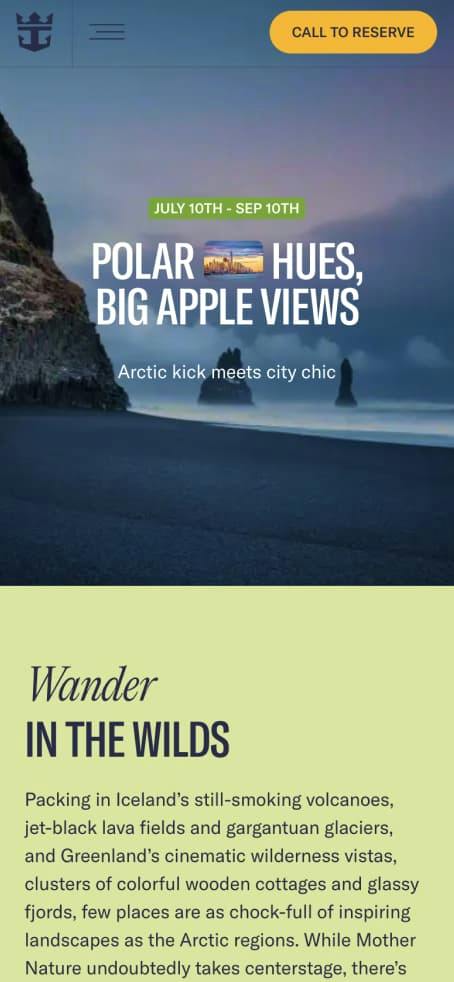 CALL TO RESERVE
JULY 10TH - SEP 10TH
POLAR HUES,
BIG APPLE VIEWS
Arctic kick meets city chic
Wander
IN THE WILDS
Packing in Iceland’s still-smoking volcanoes,
jet-black lava fields and gargantuan glaciers,
and Greenland’s cinematic wilderness vistas,
clusters of colorful wooden cottages and glassy
fjords, few places are as chock-full of inspiring
landscapes as the Arctic regions. While Mother
Nature undoubtedly takes centerstage, there’s